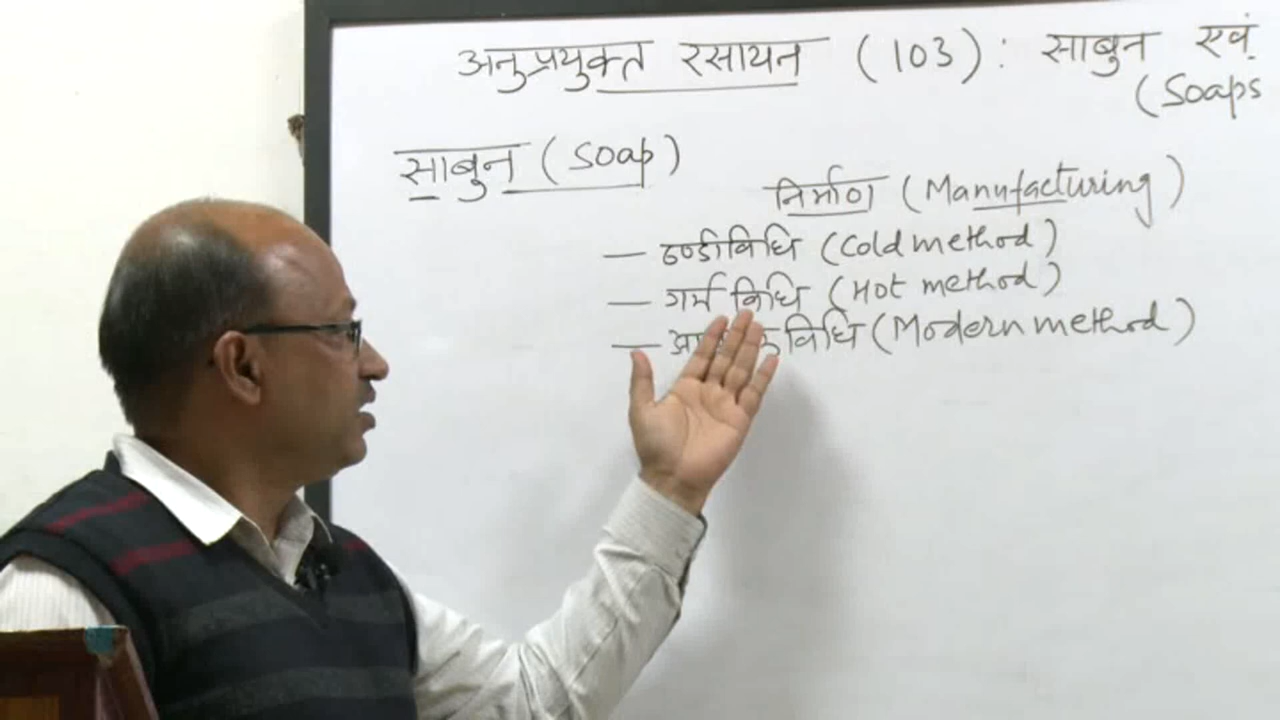 अनुप्रयुक्त रसायन (103): साबुन एवं
(Soaps
साबुन (Soap)
निर्माण (Manufacturing)
— ठण्डी विधि (Cold method)
— गर्म विधि (Hot method)
— विधि (Modern method)